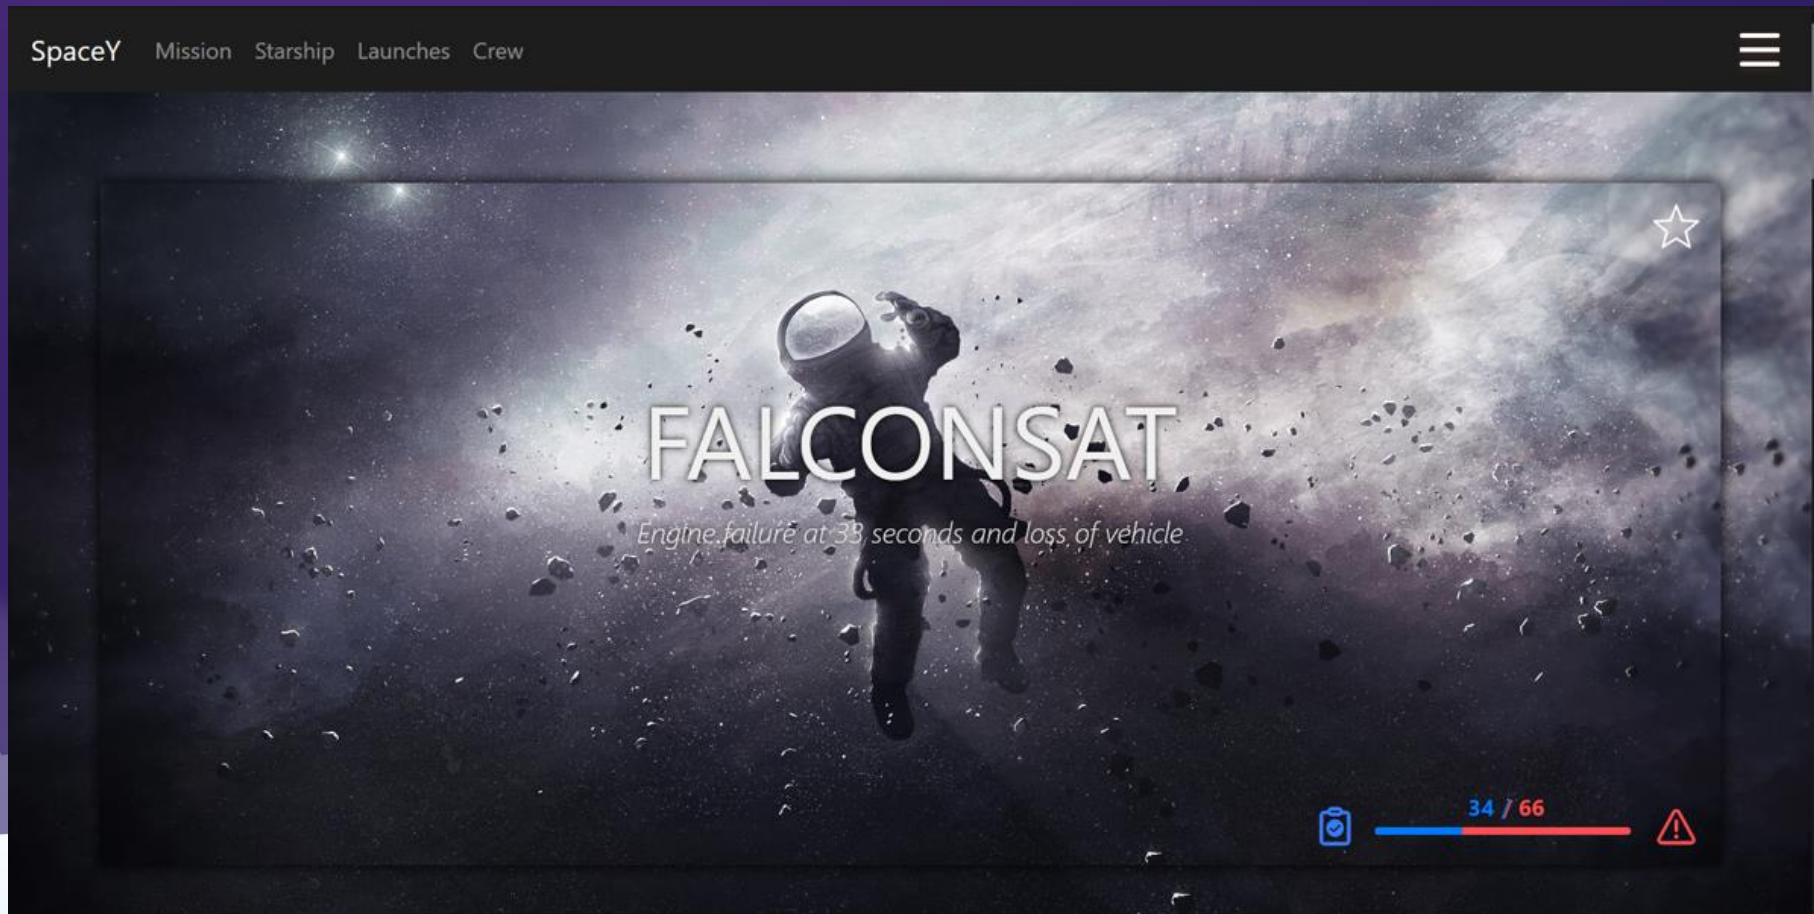 SpaceY Mission Starship Launches Crew
FALCONSAT
Engine failure at 33 seconds and loss of vehicle
34 / 66